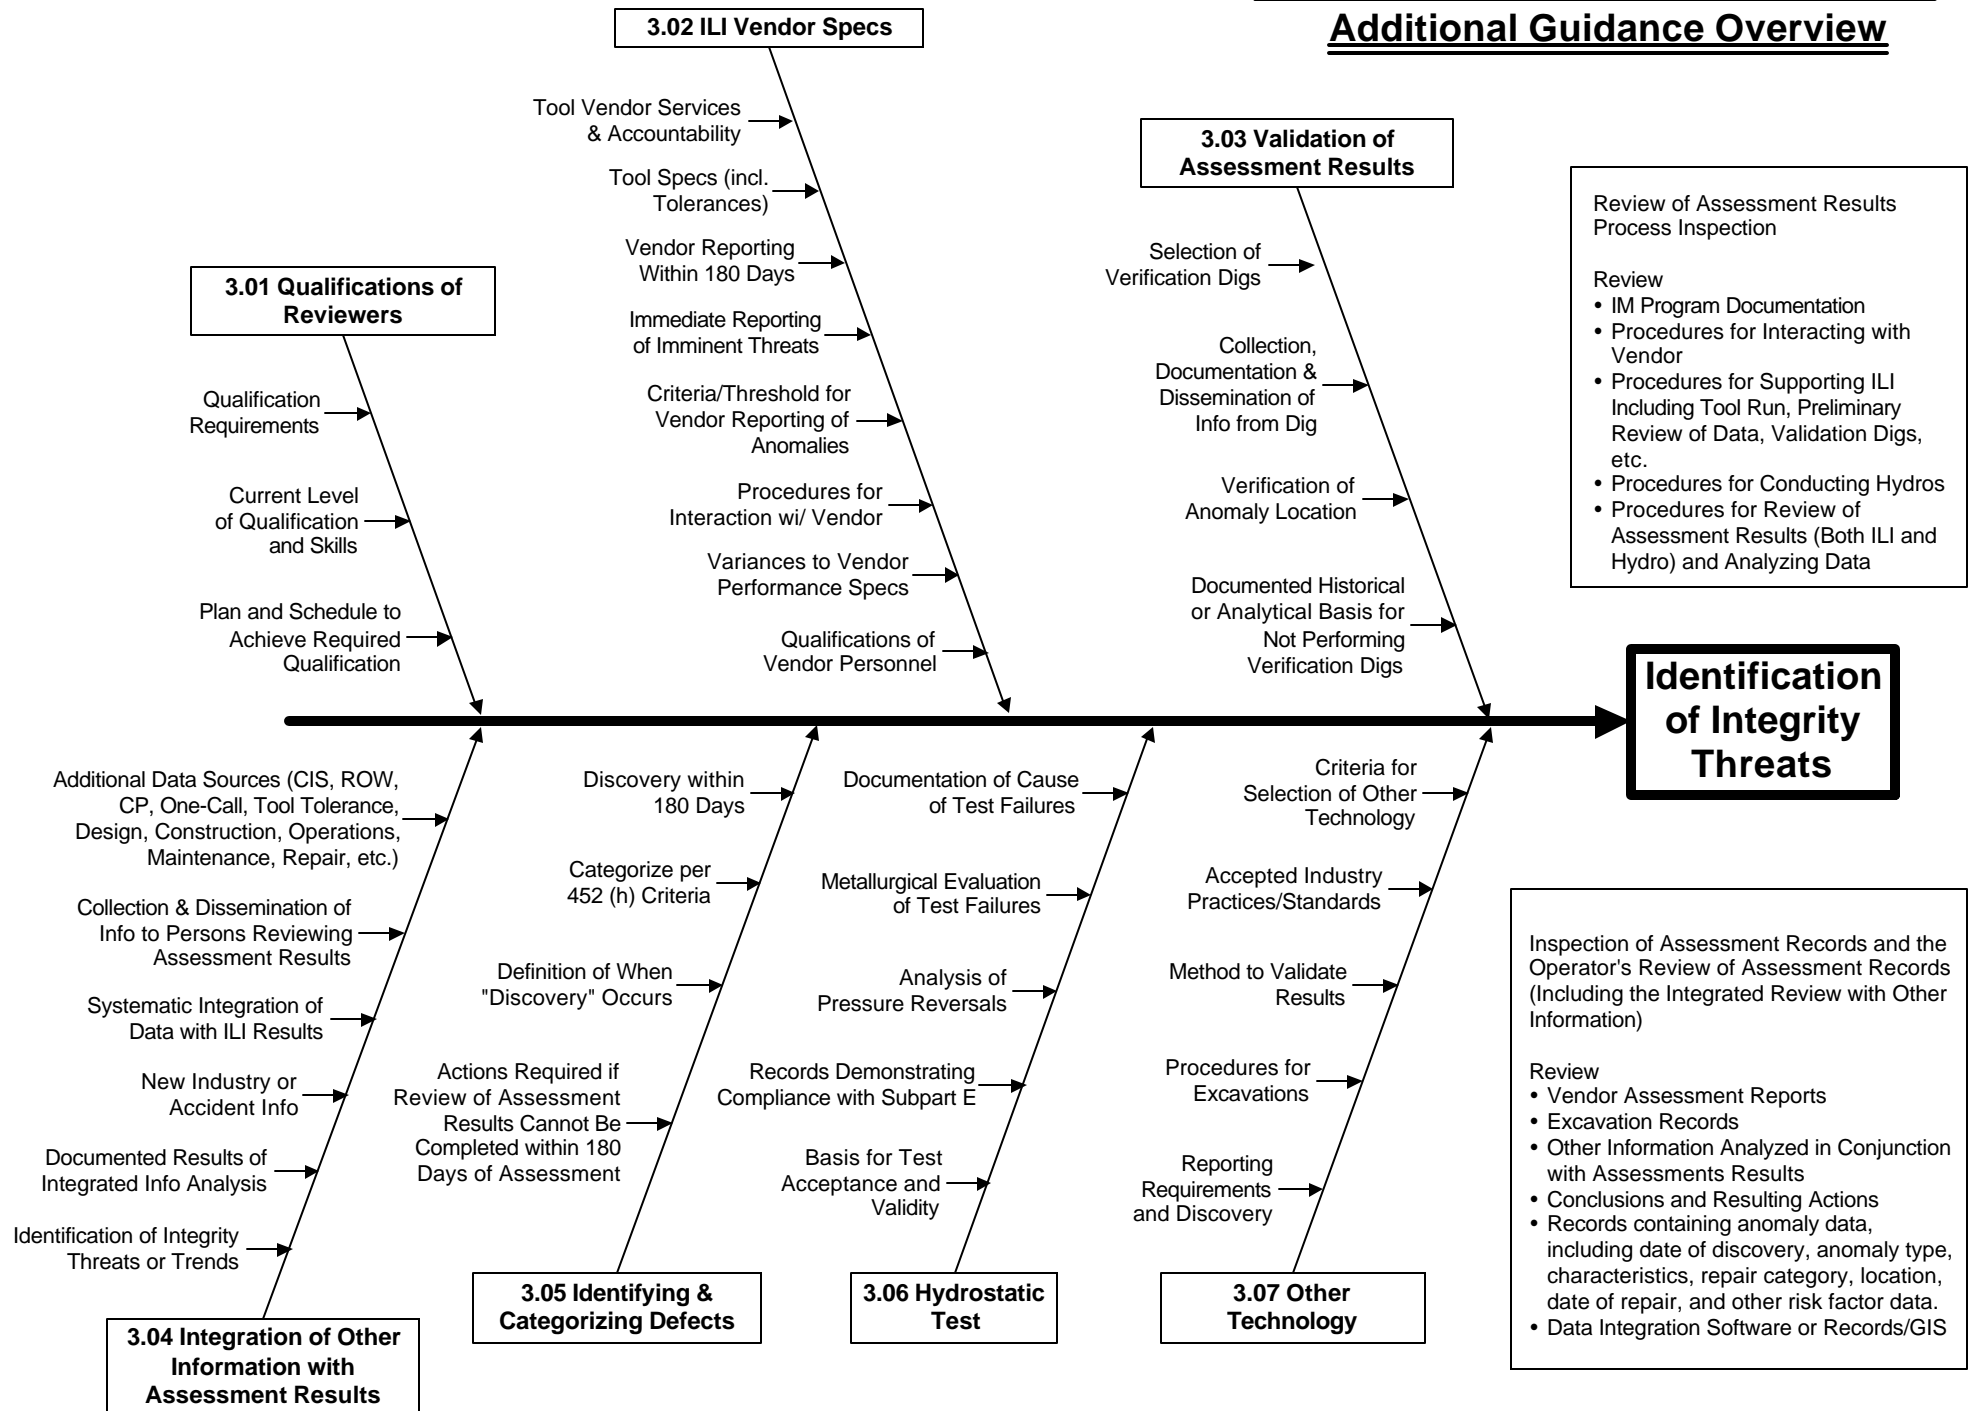 Additional Guidance Overview
3.02 ILI Vendor Specs
Tool Vendor Services
& Accountability
Tool Specs (incl.
Tolerances)
Vendor Reporting
Within 180 Days
Immediate Reporting
of Imminent Threats
Criteria/Threshold for
Vendor Reporting of
Anomalies
Procedures for
Interaction wi/ Vendor
Variances to Vendor
Performance Specs
Qualifications of
Vendor Personnel
3.03 Validation of
Assessment Results
Selection of
Verification Digs
Collection,
Documentation &
Dissemination of
Info from Dig
Verification of
Anomaly Location
Documented Historical
or Analytical Basis for
Not Performing
Verification Digs
3.01 Qualifications of
Reviewers
Qualification
Requirements
Current Level
of Qualification
and Skills
Plan and Schedule to
Achieve Required
Qualification
Review of Assessment Results
Process Inspection
Review
• IM Program Documentation
• Procedures for Interacting with
Vendor
• Procedures for Supporting ILI
Including Tool Run, Preliminary
Review of Data, Validation Digs,
etc.
• Procedures for Conducting Hydros
• Procedures for Review of
Assessment Results (Both ILI and
Hydro) and Analyzing Data
Identification
of Integrity
Threats
Additional Data Sources (CIS, ROW,
CP, One-Call, Tool Tolerance,
Design, Construction, Operations,
Maintenance, Repair, etc.)
Collection & Dissemination of
Info to Persons Reviewing
Assessment Results
Systematic Integration of
Data with ILI Results
New Industry or
Accident Info
Documented Results of
Integrated Info Analysis
Identification of Integrity
Threats or Trends
3.04 Integration of Other
Information with
Assessment Results
Discovery within
180 Days
Categorize per
452 (h) Criteria
Definition of When
"Discovery" Occurs
Actions Required if
Review of Assessment
Results Cannot Be
Completed within 180
Days of Assessment
3.05 Identifying &
Categorizing Defects
Documentation of Cause
of Test Failures
Metallurgical Evaluation
of Test Failures
Analysis of
Pressure Reversals
Records Demonstrating
Compliance with Subpart E
Basis for Test
Acceptance and
Validity
3.06 Hydrostatic
Test
Criteria for
Selection of Other
Technology
Accepted Industry
Practices/Standards
Method to Validate
Results
Procedures for
Excavations
Reporting
Requirements
and Discovery
3.07 Other
Technology
Inspection of Assessment Records and the
Operator's Review of Assessment Records
(Including the Integrated Review with Other
Information)
Review
• Vendor Assessment Reports
• Excavation Records
• Other Information Analyzed in Conjunction
with Assessments Results
• Conclusions and Resulting Actions
• Records containing anomaly data,
including date of discovery, anomaly type,
characteristics, repair category, location,
date of repair, and other risk factor data.
• Data Integration Software or Records/GIS